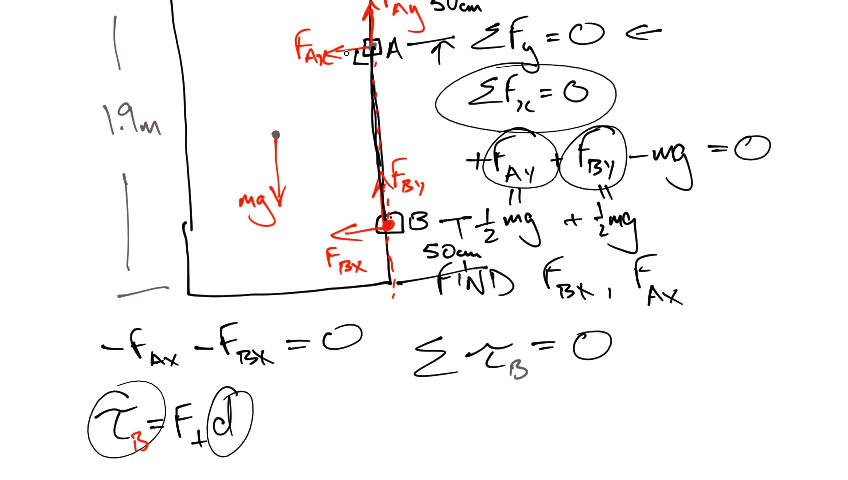 F_Ay 50cm
F_Ax A ΣF_y = 0 ←
ΣF_x = 0
1.9m
+F_AY + F_BY - mg = 0
F_BY
mg B ½mg + ½mg
F_BX 50cm
FIND F_BX, F_AX
-F_AX - F_BX = 0 Σ τ_B = 0
τ_B = F_⊥ d